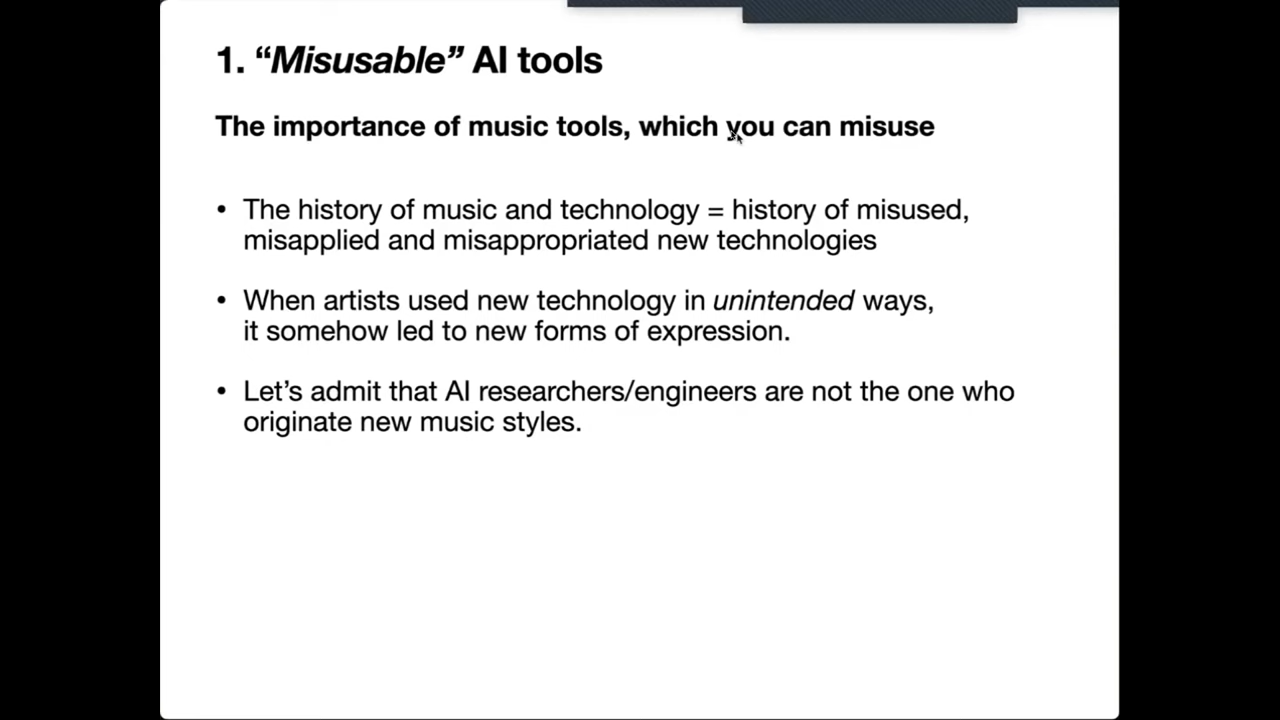 1. “Misusable” AI tools
The importance of music tools, which you can misuse
• The history of music and technology = history of misused,
misapplied and misappropriated new technologies
• When artists used new technology in unintended ways,
it somehow led to new forms of expression.
• Let’s admit that AI researchers/engineers are not the one who
originate new music styles.